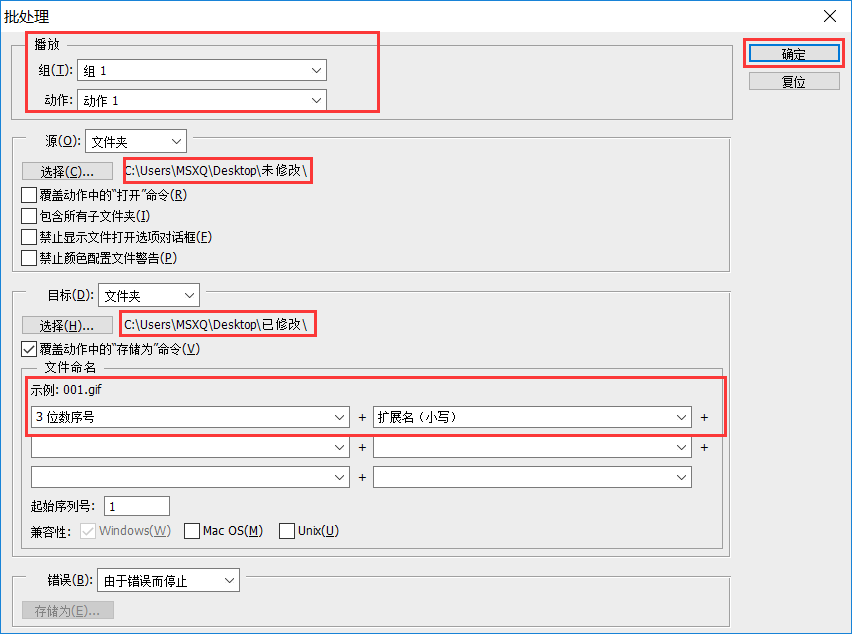 批处理
播放
组(T): 组 1
动作: 动作 1
确定
复位
源(O): 文件夹
选择(C)... C:\Users\MSXQ\Desktop\未修改\
覆盖动作中的“打开”命令(R)
包含所有子文件夹(I)
禁止显示文件打开选项对话框(F)
禁止颜色配置文件警告(P)
目标(D): 文件夹
选择(H)... C:\Users\MSXQ\Desktop\已修改\
覆盖动作中的“存储为”命令(V)
文件命名
示例: 001.gif
3 位数序号 + 扩展名（小写） +
+ +
+
起始序列号: 1
兼容性: Windows(W) Mac OS(M) Unix(U)
错误(B): 由于错误而停止
存储为(E)...